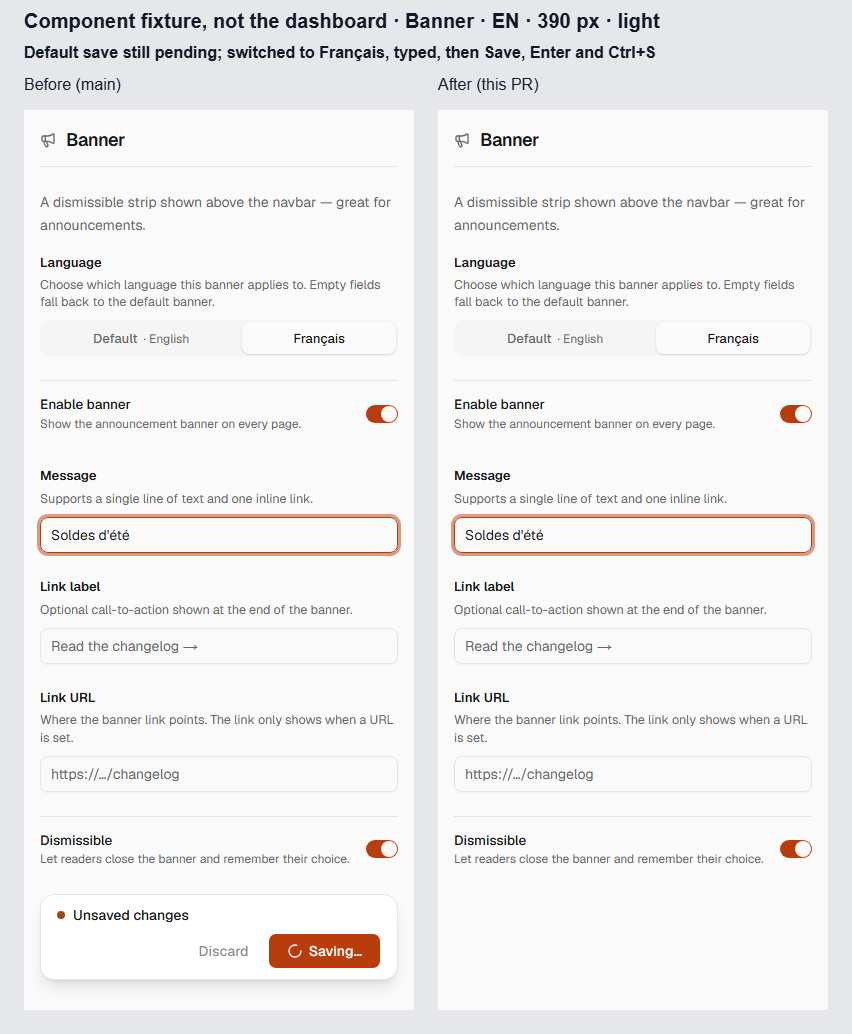 Component fixture, not the dashboard · Banner · EN · 390 px · light
Default save still pending; switched to Français, typed, then Save, Enter and Ctrl+S
Before (main)
Banner
A dismissible strip shown above the navbar — great for
announcements.
Language
Choose which language this banner applies to. Empty fields
fall back to the default banner.
Default · English
Français
Enable banner
Show the announcement banner on every page.
Message
Supports a single line of text and one inline link.
Soldes d'été
Link label
Optional call-to-action shown at the end of the banner.
Read the changelog →
Link URL
Where the banner link points. The link only shows when a URL
is set.
https://…/changelog
Dismissible
Let readers close the banner and remember their choice.
Unsaved changes
Discard
Saving…
After (this PR)
Banner
A dismissible strip shown above the navbar — great for
announcements.
Language
Choose which language this banner applies to. Empty fields
fall back to the default banner.
Default · English
Français
Enable banner
Show the announcement banner on every page.
Message
Supports a single line of text and one inline link.
Soldes d'été
Link label
Optional call-to-action shown at the end of the banner.
Read the changelog →
Link URL
Where the banner link points. The link only shows when a URL
is set.
https://…/changelog
Dismissible
Let readers close the banner and remember their choice.